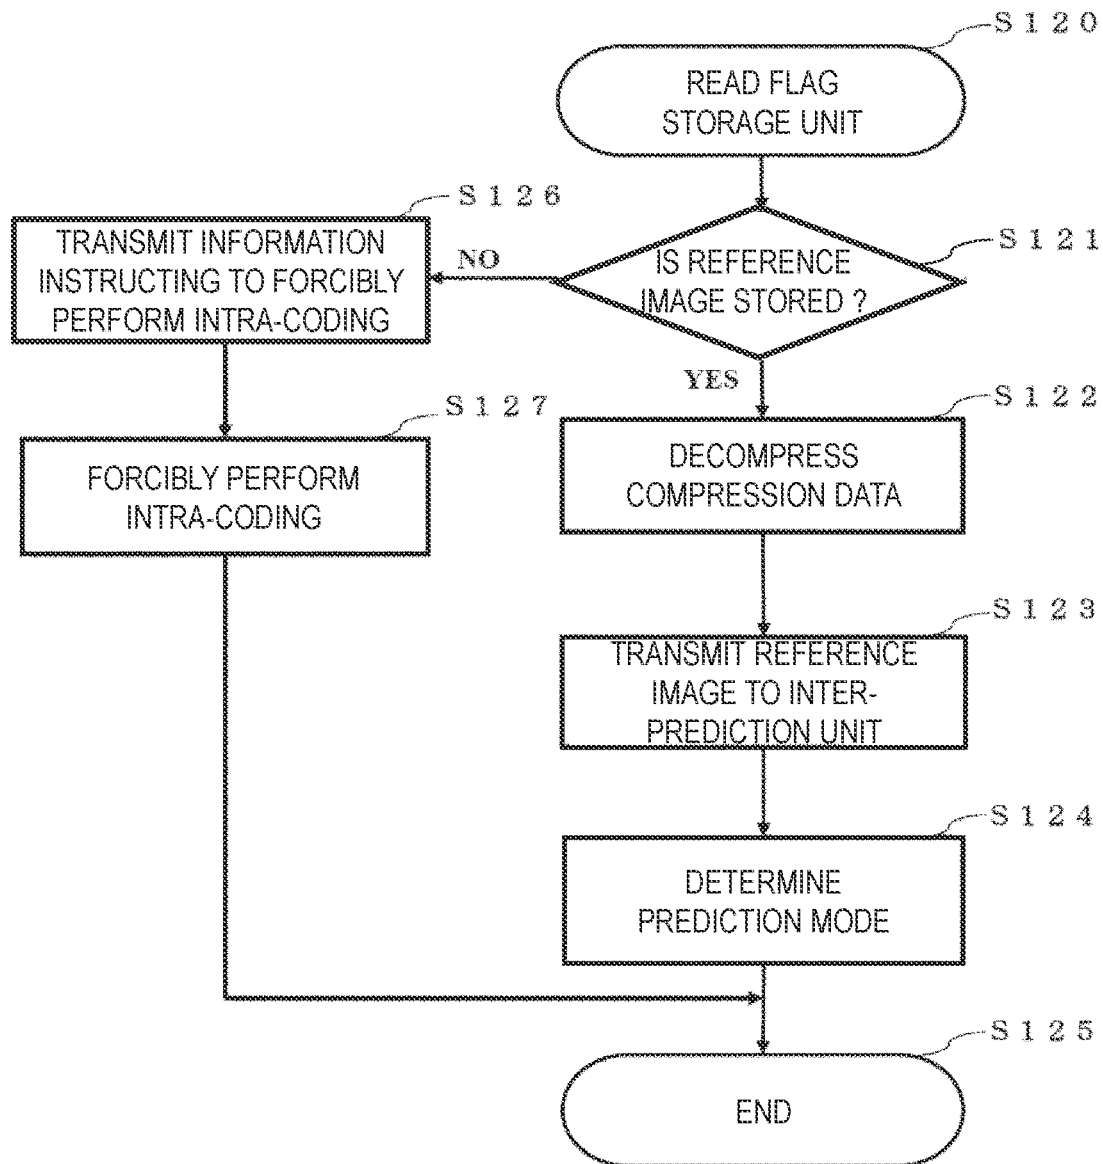 S120
READ FLAG
STORAGE UNIT
S126
TRANSMIT INFORMATION
INSTRUCTING TO FORCIBLY
PERFORM INTRA-CODING
NO
S121
IS REFERENCE
IMAGE STORED ?
YES
S127
FORCIBLY PERFORM
INTRA-CODING
S122
DECOMPRESS
COMPRESSION DATA
S123
TRANSMIT REFERENCE
IMAGE TO INTER-
PREDICTION UNIT
S124
DETERMINE
PREDICTION MODE
S125
END